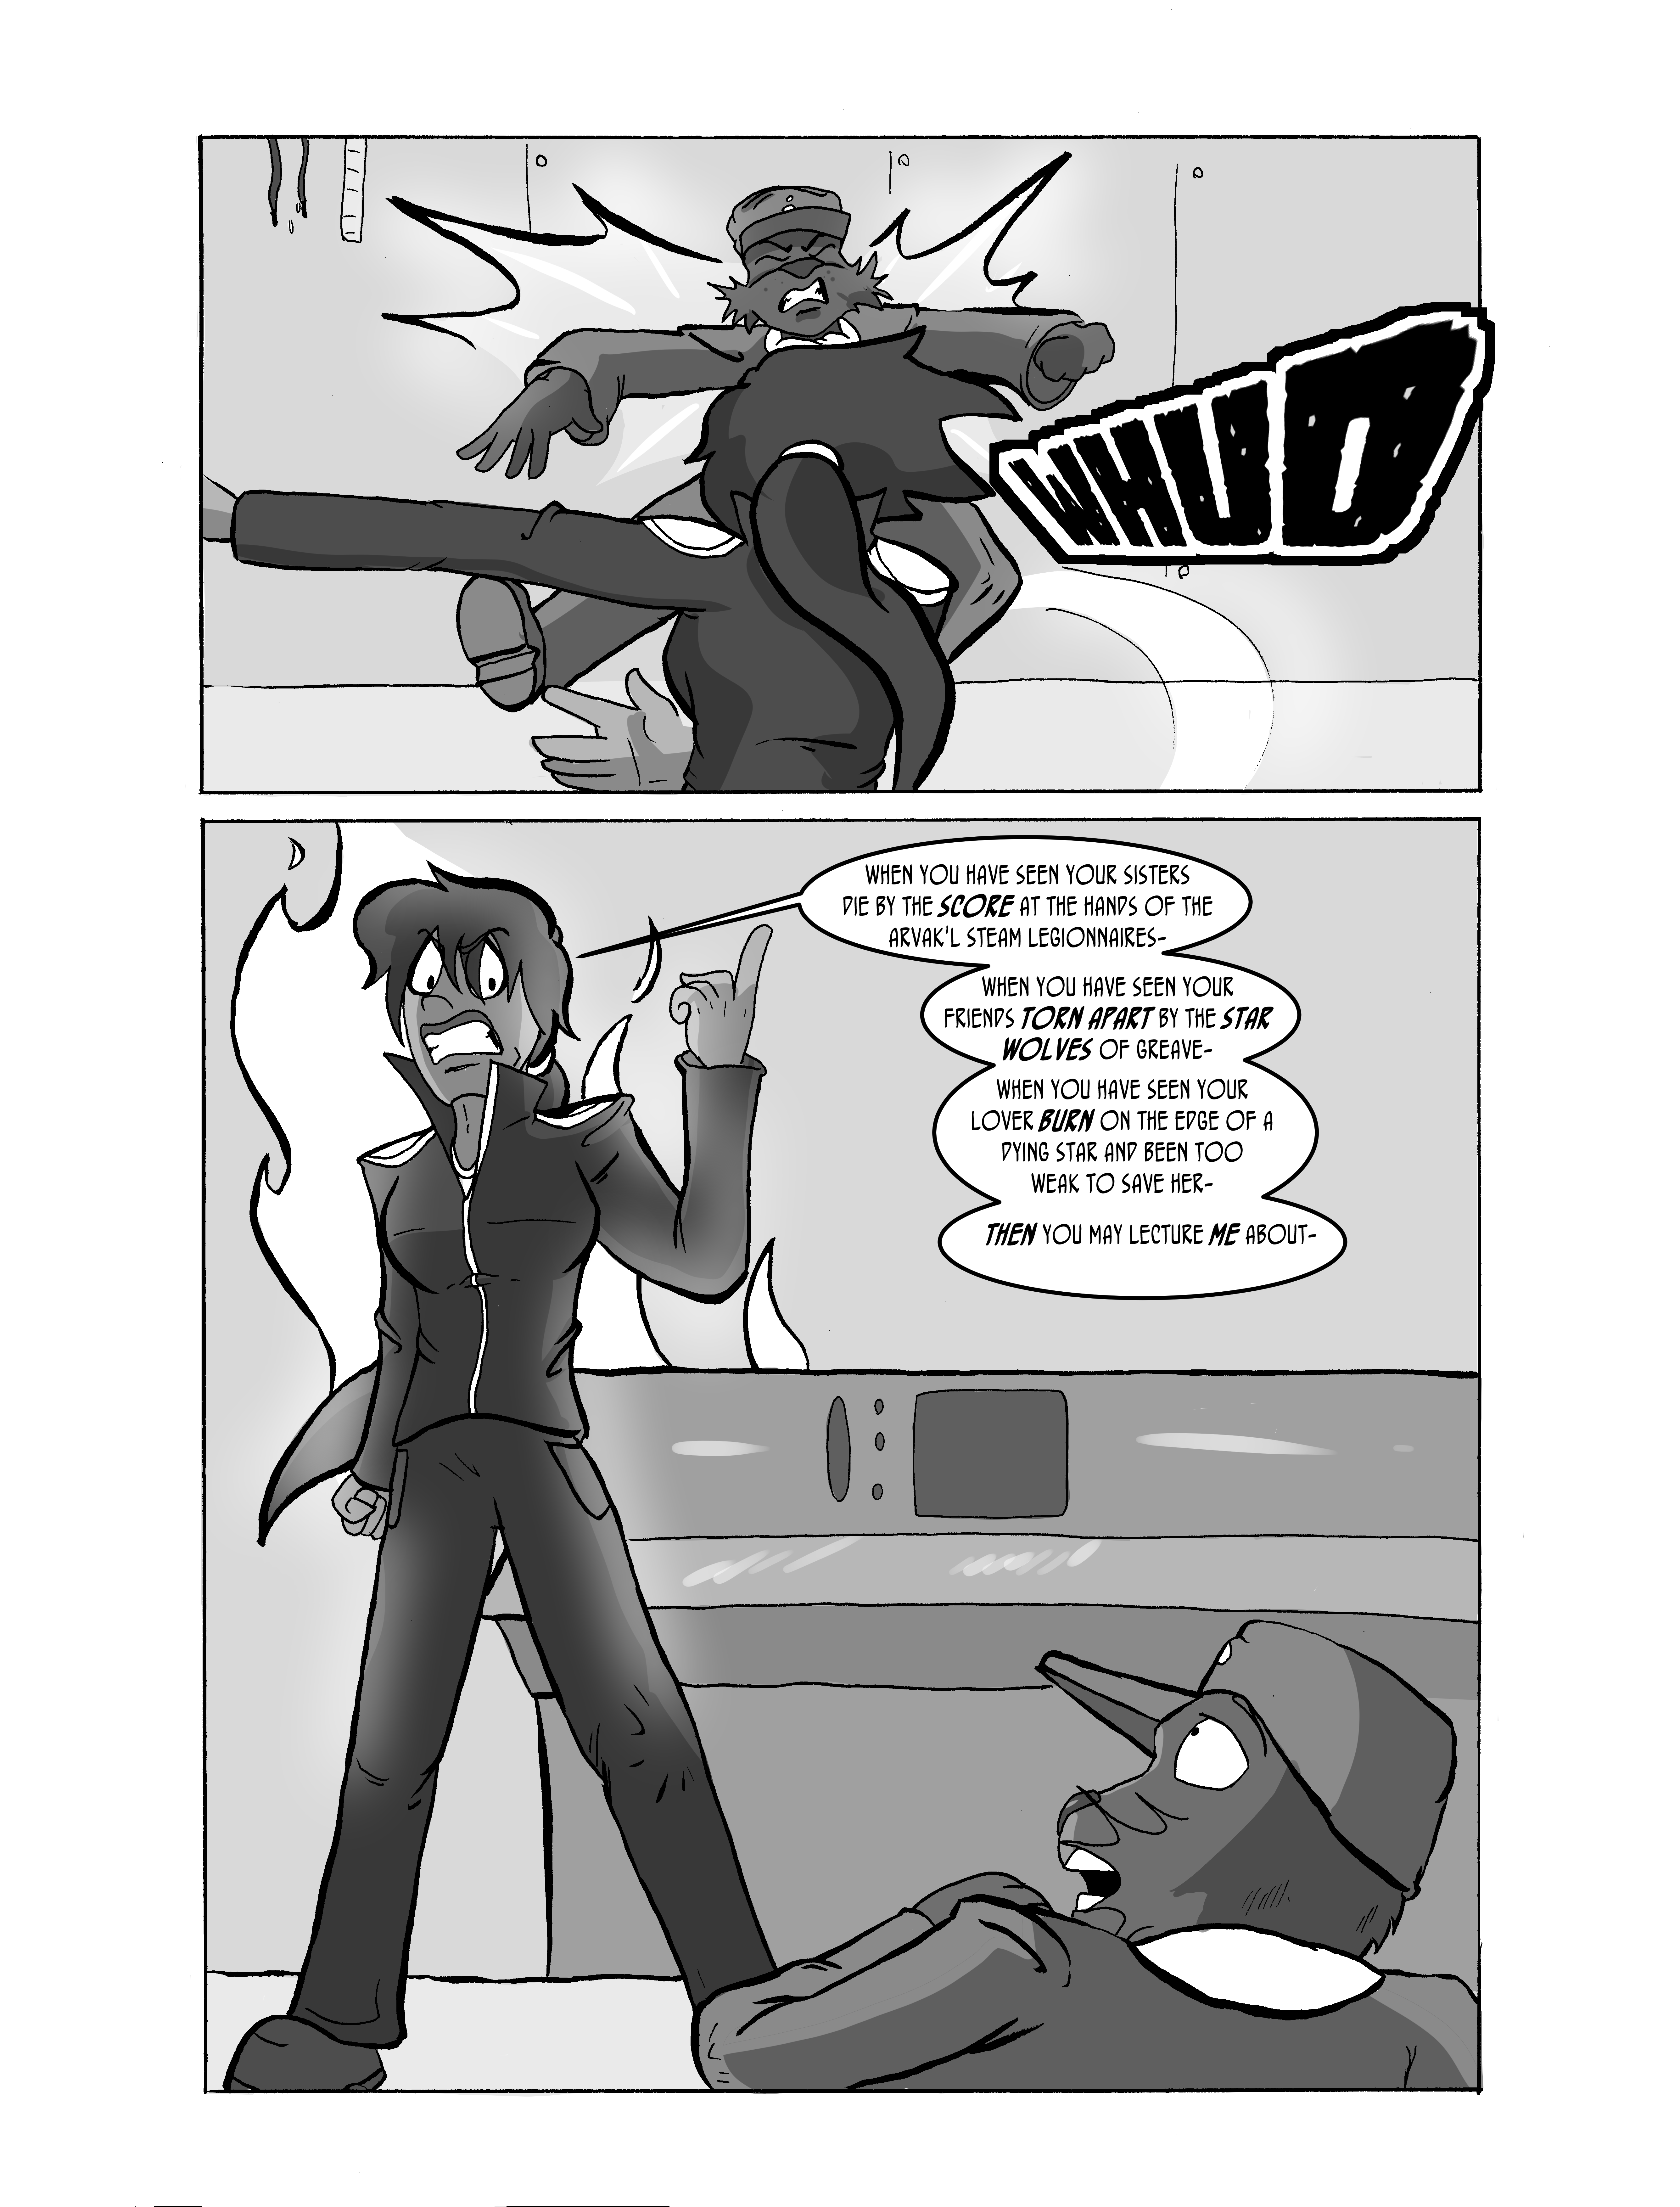 WHUD
WHEN YOU HAVE SEEN YOUR SISTERS
DIE BY THE SCORE AT THE HANDS OF THE
ARVAK'L STEAM LEGIONNAIRES-
WHEN YOU HAVE SEEN YOUR
FRIENDS TORN APART BY THE STAR
WOLVES OF GREAVE-
WHEN YOU HAVE SEEN YOUR
LOVER BURN ON THE EDGE OF A
DYING STAR AND BEEN TOO
WEAK TO SAVE HER-
THEN YOU MAY LECTURE ME ABOUT-